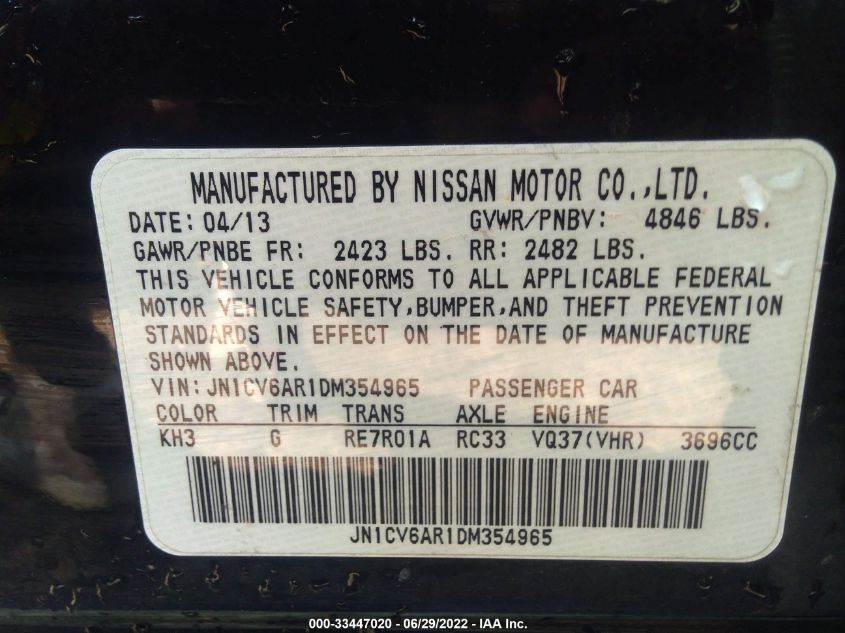 MANUFACTURED BY NISSAN MOTOR CO.,LTD.
DATE: 04/13 GVWR/PNBV: 4846 LBS.
GAWR/PNBE FR: 2423 LBS. RR: 2482 LBS.
THIS VEHICLE CONFORMS TO ALL APPLICABLE FEDERAL
MOTOR VEHICLE SAFETY,BUMPER,AND THEFT PREVENTION
STANDARDS IN EFFECT ON THE DATE OF MANUFACTURE
SHOWN ABOVE.
VIN: JN1CV6AR1DM354965 PASSENGER CAR
COLOR TRIM TRANS AXLE ENGINE
KH3 G RE7R01A RC33 VQ37(VHR) 3696CC
JN1CV6AR1DM354965
000-33447020 - 06/29/2022 - IAA Inc.